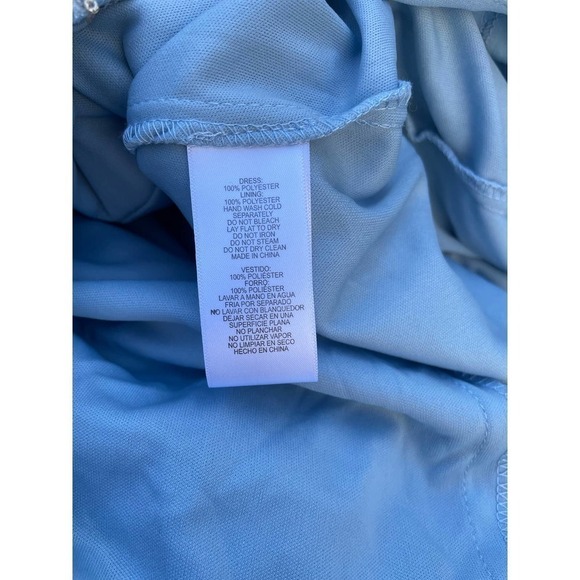 DRESS:
100% POLYESTER
LINING:
100% POLYESTER
HAND WASH COLD
SEPARATELY
DO NOT BLEACH
LAY FLAT TO DRY
DO NOT IRON
DO NOT STEAM
DO NOT DRY CLEAN
MADE IN CHINA
VESTIDO:
100% POLIÉSTER
FORRO:
100% POLIÉSTER
LAVAR A MANO EN AGUA
FRIA POR SEPARADO
NO LAVAR CON BLANQUEDOR
DEJAR SECAR EN UNA
SUPERFICIE PLANA
NO PLANCHAR
NO UTILIZAR VAPOR
NO LIMPIAR EN SECO
HECHO EN CHINA